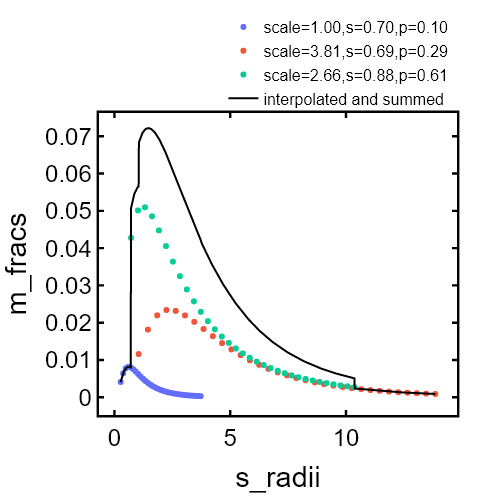 scale=1.00,s=0.70,p=0.10
scale=3.81,s=0.69,p=0.29
scale=2.66,s=0.88,p=0.61
interpolated and summed
0.07
0.06
0.05
0.04
0.03
0.02
0.01
0
m_fracs
0 5 10
s_radii